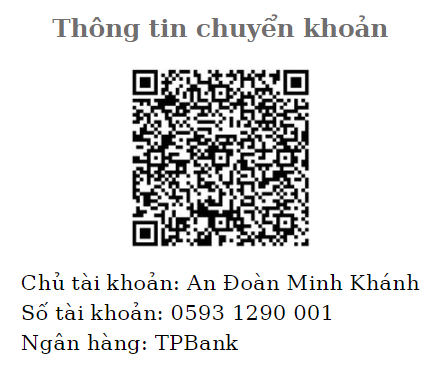 Thông tin chuyển khoản
Chủ tài khoản: An Đoàn Minh Khánh
Số tài khoản: 0593 1290 001
Ngân hàng: TPBank